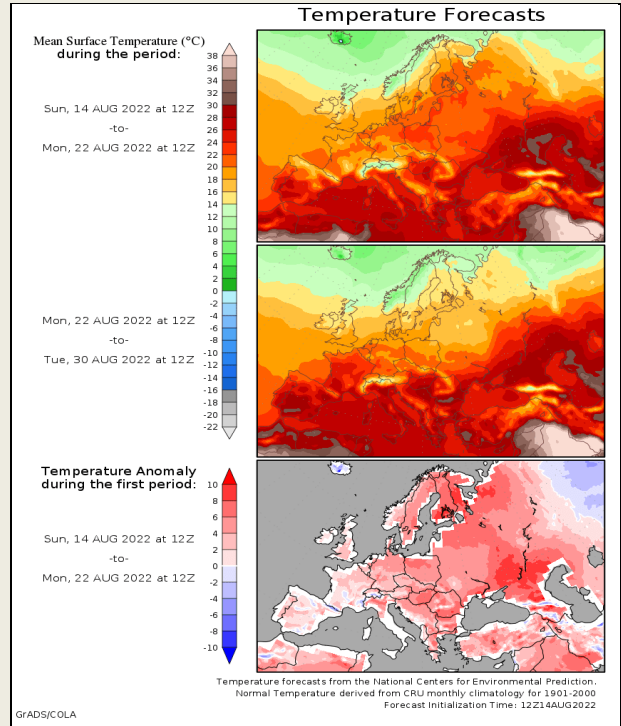 Temperature Forecasts
Mean Surface Temperature (°C)
during the period:
38
36
34
32
30
28
26
24
22
20
18
16
14
12
10
8
6
4
2
0
-2
-4
-6
-8
-10
-12
-14
-16
-18
-20
-22
Sun, 14 AUG 2022 at 12Z
-to-
Mon, 22 AUG 2022 at 12Z
Mon, 22 AUG 2022 at 12Z
-to-
Tue, 30 AUG 2022 at 12Z
Temperature Anomaly
during the first period:
10
8
6
4
2
0
-2
-4
-6
-8
-10
Sun, 14 AUG 2022 at 12Z
-to-
Mon, 22 AUG 2022 at 12Z
Temperature forecasts from the National Centers for Environmental Prediction.
Normal Temperature derived from CRU monthly climatology for 1901-2000
Forecast Initialization Time: 12Z14AUG2022
GrADS/COLA